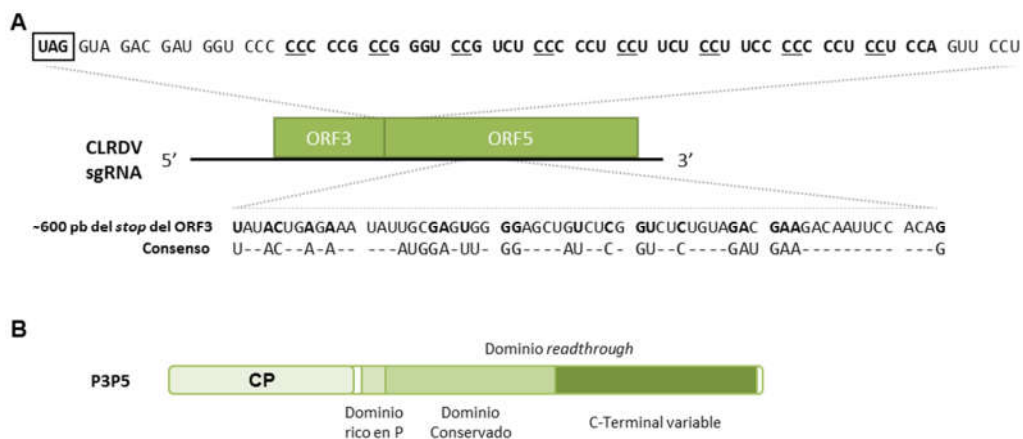 A
UAG GUA GAC GAU GGU CCC CCC CCG CCG GGU CCG UCU CCC CCU CCU UCU CCU UCC CCC CCU CCU CCA GUU CCU
ORF3 ORF5
CLRDV sgRNA 5’ 3’
~600 pb del stop del ORF3 UAUACUGAGAAAU AUUGCGAGUGG GGAGCUGUCUCG GUCUCUGUAGAC GAAGACAAUUCC ACAG
Consenso U--AC--A-A-----AUGGA-UU- GG----AU--C-G- GU--C-----GAU GAA-----------G
B
Dominio readthrough
P3P5 CP
Dominio rico en P
Dominio Conservado
C-Terminal variable